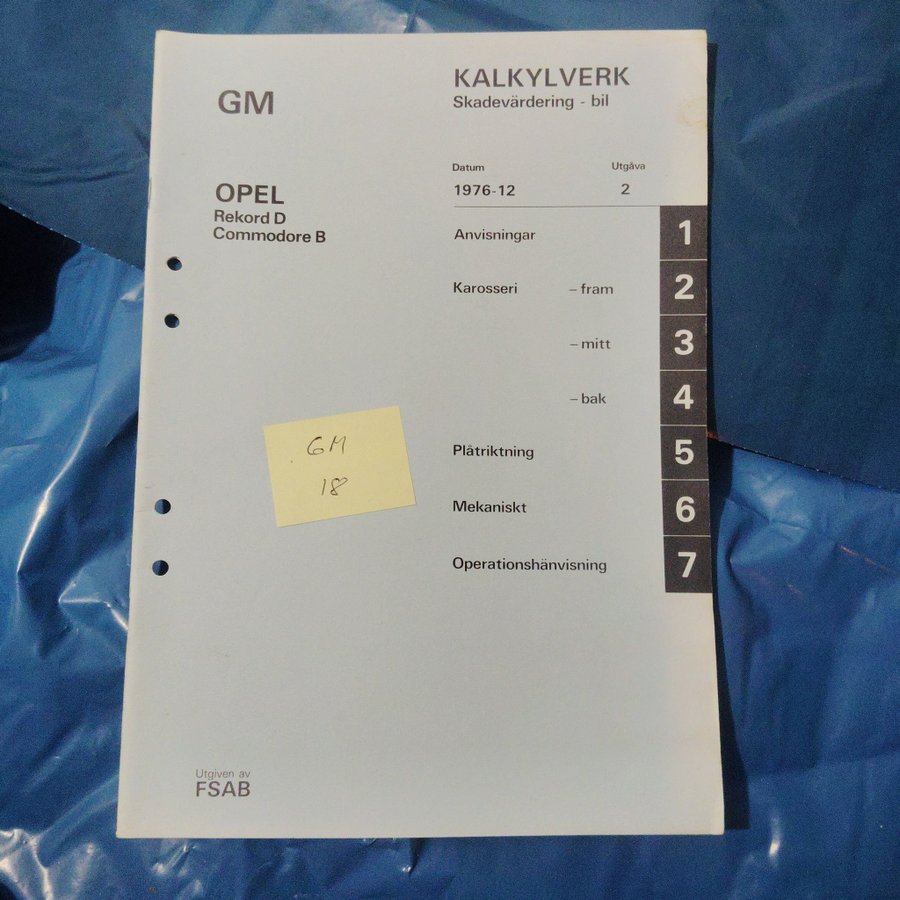 GM
KALKYLVERK
Skadevärdering - bil
Datum Utgåva
1976-12 2
OPEL
Rekord D
Commodore B
Anvisningar 1
Karosseri – fram 2
– mitt 3
– bak 4
Plåtriktning 5
Mekaniskt 6
Operationshänvisning 7
GM
18
Utgiven av
FSAB